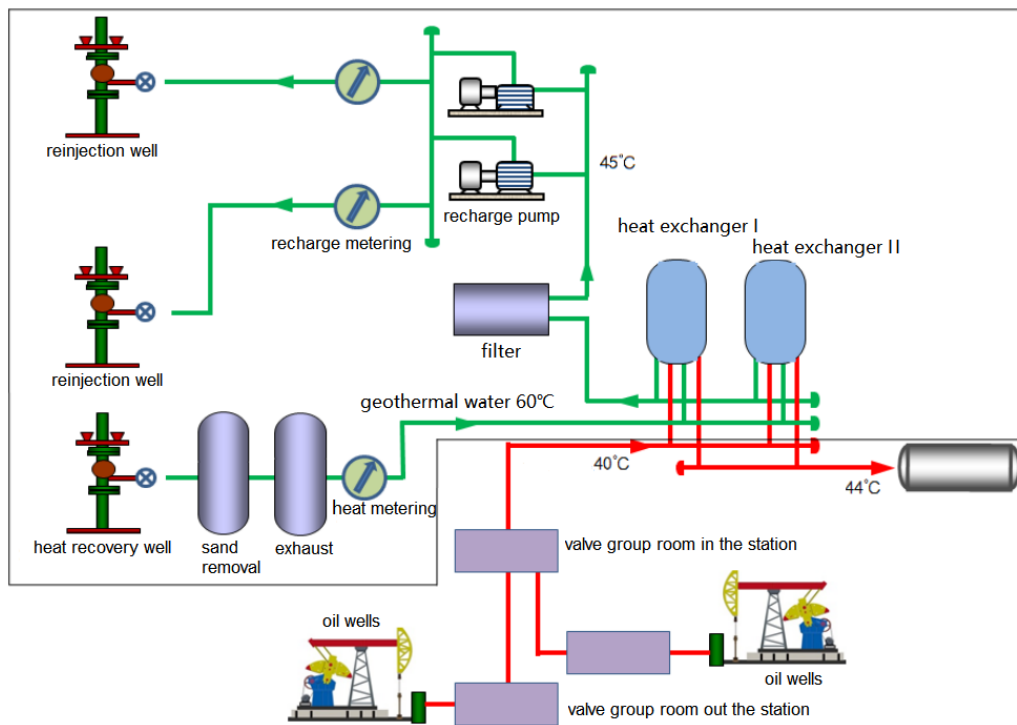 reinjection well
recharge metering
recharge pump
45°C
heat exchanger I
heat exchanger II
filter
reinjection well
geothermal water 60℃
40°C
44°C
heat metering
heat recovery well
sand
removal
exhaust
valve group room in the station
oil wells
oil wells
valve group room out the station